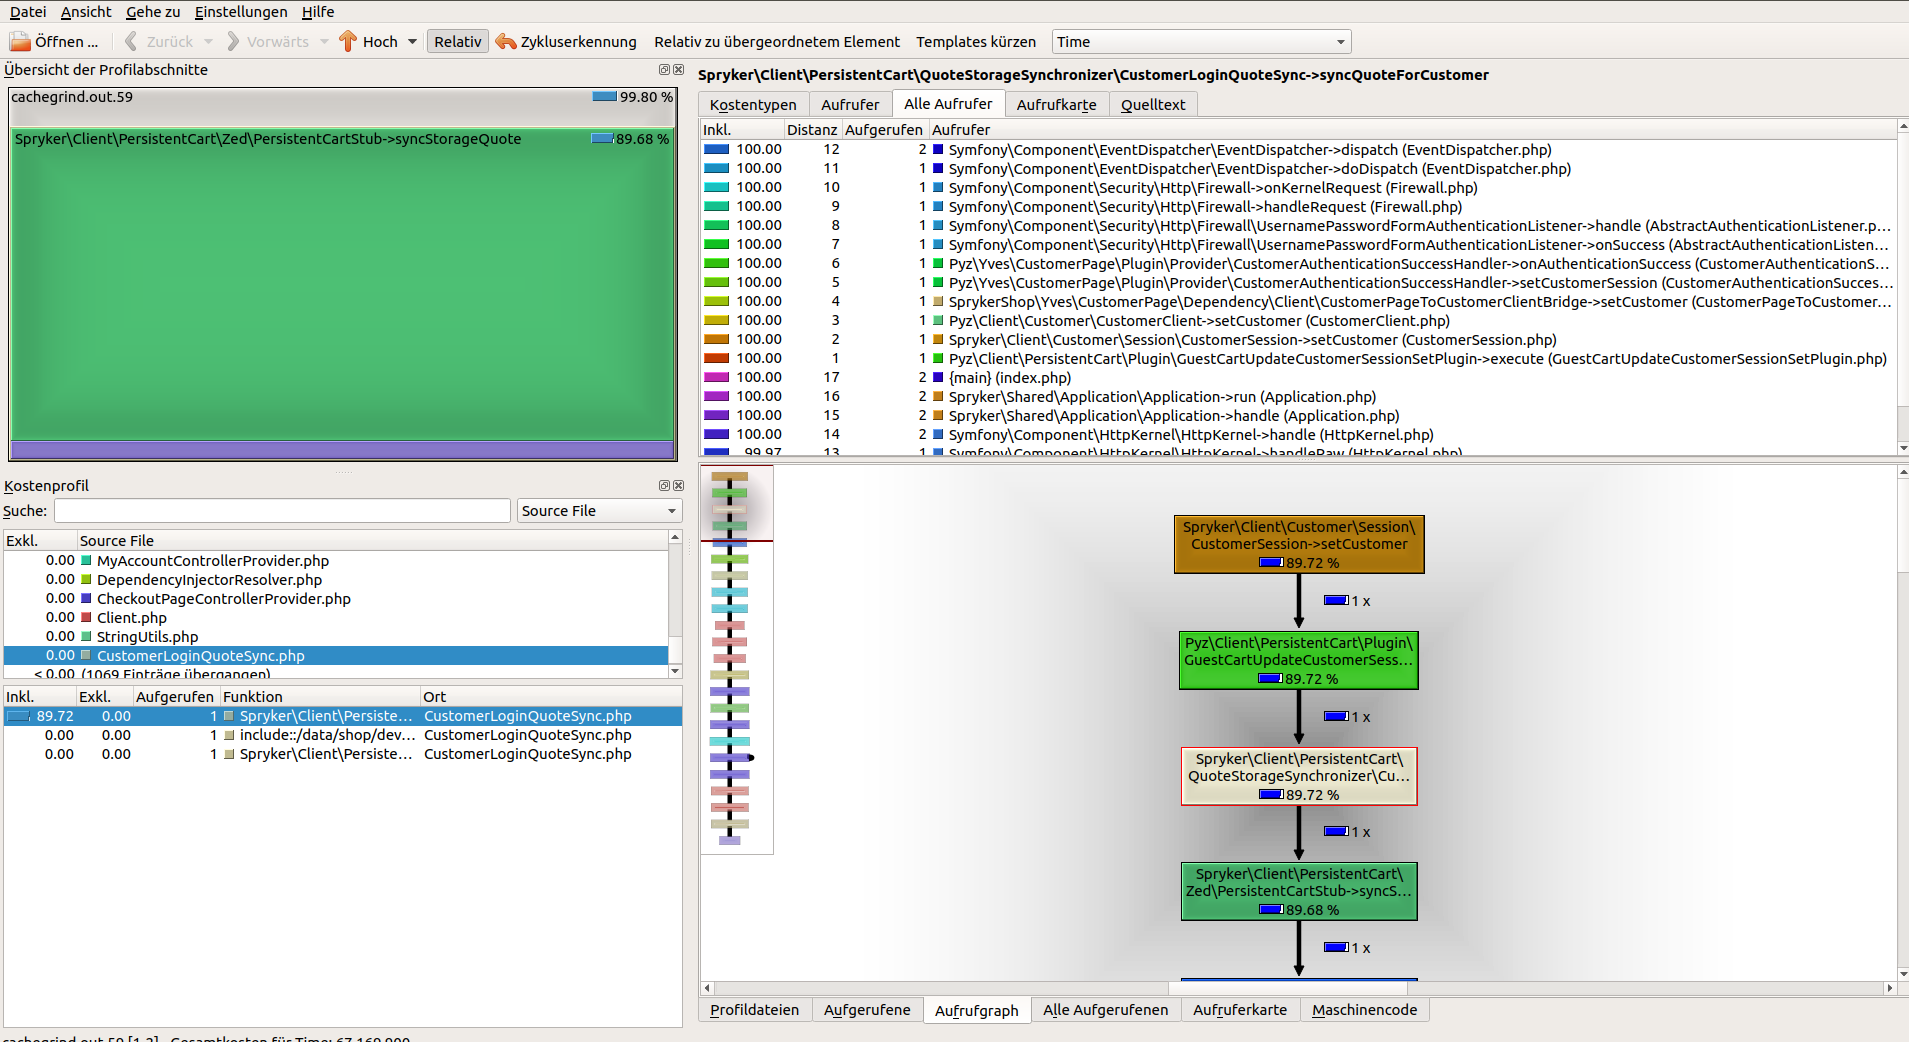 Datei Ansicht Gehe zu Einstellungen Hilfe
Öffnen ... Zurück Vorwärts Hoch Relativ Zykluserkennung Relativ zu übergeordnetem Element Templates kürzen Time
Übersicht der Profilabschnitte
cachegrind.out.59 99.80 %
Spryker\Client\PersistentCart\Zed\PersistentCartStub->syncStorageQuote 89.68 %
Kostenprofil
Suche: Source File
Exkl. Source File
0.00 MyAccountControllerProvider.php
0.00 DependencyInjectorResolver.php
0.00 CheckoutPageControllerProvider.php
0.00 Client.php
0.00 StringUtils.php
0.00 CustomerLoginQuoteSync.php
< 0.00 (1069 Einträge übergangen)
Inkl. Exkl. Aufgerufen Funktion Ort
89.72 0.00 1 Spryker\Client\Persiste... CustomerLoginQuoteSync.php
0.00 0.00 1 include::/data/shop/dev... CustomerLoginQuoteSync.php
0.00 0.00 1 Spryker\Client\Persiste... CustomerLoginQuoteSync.php
cachegrind.out.59 [1-2] - Gesamtkosten für Time: 67.160.900
Spryker\Client\PersistentCart\QuoteStorageSynchronizer\CustomerLoginQuoteSync->syncQuoteForCustomer
Kostentypen Aufrufer Alle Aufrufer Aufrufkarte Quelltext
Inkl. Distanz Aufgerufen Aufrufer
100.00 12 2 Symfony\Component\EventDispatcher\EventDispatcher->dispatch (EventDispatcher.php)
100.00 11 1 Symfony\Component\EventDispatcher\EventDispatcher->doDispatch (EventDispatcher.php)
100.00 10 1 Symfony\Component\Security\Http\Firewall->onKernelRequest (Firewall.php)
100.00 9 1 Symfony\Component\Security\Http\Firewall->handleRequest (Firewall.php)
100.00 8 1 Symfony\Component\Security\Http\Firewall\UsernamePasswordFormAuthenticationListener->handle (AbstractAuthenticationListener.p...
100.00 7 1 Symfony\Component\Security\Http\Firewall\UsernamePasswordFormAuthenticationListener->onSuccess (AbstractAuthenticationListen...
100.00 6 1 Pyz\Yves\CustomerPage\Plugin\Provider\CustomerAuthenticationSuccessHandler->onAuthenticationSuccess (CustomerAuthenticationS...
100.00 5 1 Pyz\Yves\CustomerPage\Plugin\Provider\CustomerAuthenticationSuccessHandler->setCustomerSession (CustomerAuthenticationSucces...
100.00 4 1 SprykerShop\Yves\CustomerPage\Dependency\Client\CustomerPageToCustomerClientBridge->setCustomer (CustomerPageToCustomer...
100.00 3 1 Pyz\Client\Customer\CustomerClient->setCustomer (CustomerClient.php)
100.00 2 1 Spryker\Client\Customer\Session\CustomerSession->setCustomer (CustomerSession.php)
100.00 1 1 Pyz\Client\PersistentCart\Plugin\GuestCartUpdateCustomerSessionSetPlugin->execute (GuestCartUpdateCustomerSessionSetPlugin.php)
100.00 17 2 {main} (index.php)
100.00 16 2 Spryker\Shared\Application\Application->run (Application.php)
100.00 15 2 Spryker\Shared\Application\Application->handle (Application.php)
100.00 14 2 Symfony\Component\HttpKernel\HttpKernel->handle (HttpKernel.php)
99.97 13 1 Symfony\Component\HttpKernel\HttpKernel->handleRaw (HttpKernel.php)
Spryker\Client\Customer\Session\
CustomerSession->setCustomer
89.72 %
1 x
Pyz\Client\PersistentCart\Plugin\
GuestCartUpdateCustomerSess...
89.72 %
1 x
Spryker\Client\PersistentCart\
QuoteStorageSynchronizer\Cu...
89.72 %
1 x
Spryker\Client\PersistentCart\
Zed\PersistentCartStub->syncS...
89.68 %
1 x
Profildateien Aufgerufene Aufrufgraph Alle Aufgerufenen Aufruferkarte Maschinencode